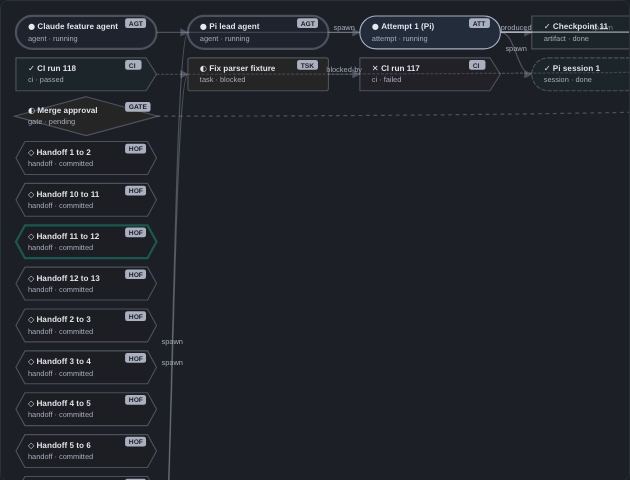 ● Claude feature agent AGT
agent · running
● Pi lead agent AGT
agent · running
spawn
● Attempt 1 (Pi) ATT
attempt · running
produced
✓ Checkpoint 11
artifact · done
spawn
✓ CI run 118 CI
ci · passed
◐ Fix parser fixture TSK
task · blocked
blocked-by
✕ CI run 117 CI
ci · failed
✓ Pi session 1
session · done
◐ Merge approval GATE
gate · pending
◇ Handoff 1 to 2 HOF
handoff · committed
◇ Handoff 10 to 11 HOF
handoff · committed
◇ Handoff 11 to 12 HOF
handoff · committed
◇ Handoff 12 to 13 HOF
handoff · committed
◇ Handoff 2 to 3 HOF
handoff · committed
spawn
◇ Handoff 3 to 4 HOF
handoff · committed
spawn
◇ Handoff 4 to 5 HOF
handoff · committed
◇ Handoff 5 to 6 HOF
handoff · committed